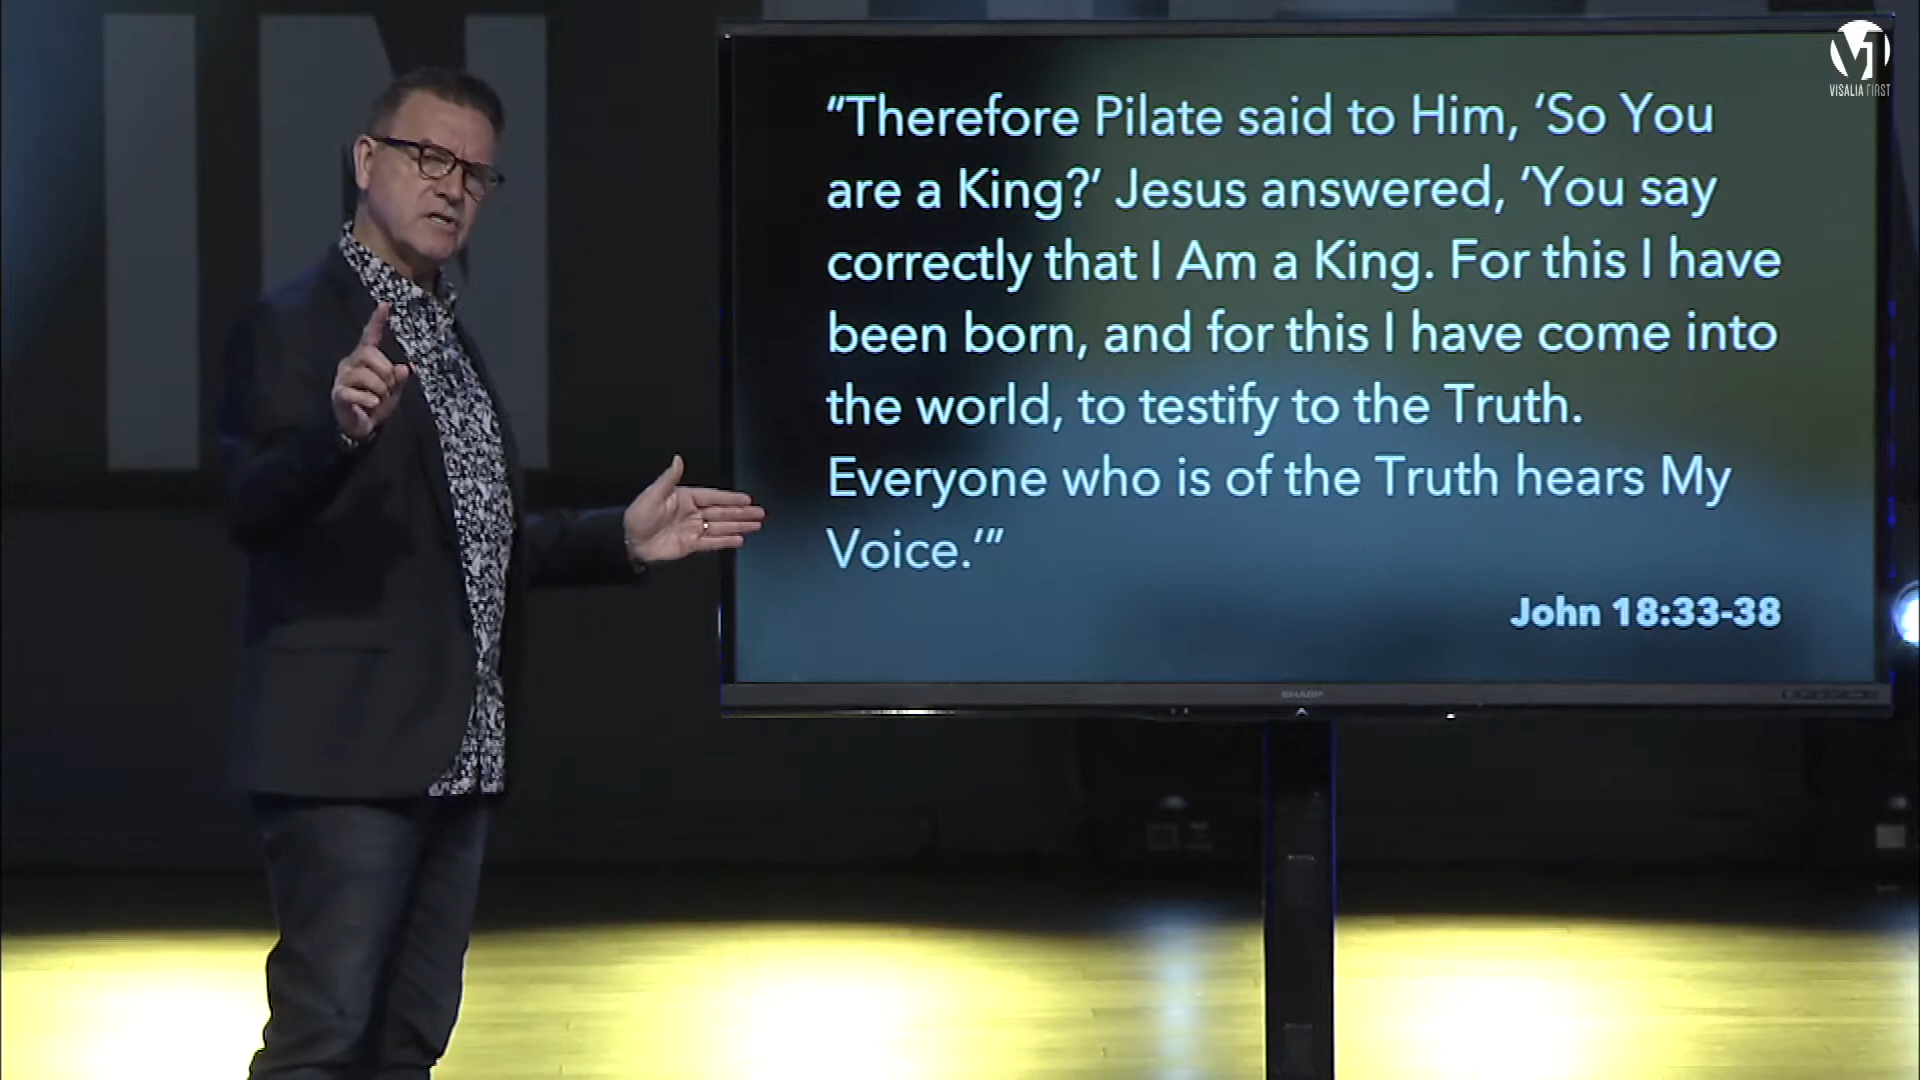 IN
VISALIA FIRST
“Therefore Pilate said to Him, ‘So You
are a King?’ Jesus answered, ‘You say
correctly that I Am a King. For this I have
been born, and for this I have come into
the world, to testify to the Truth.
Everyone who is of the Truth hears My
Voice.’”
John 18:33-38
SHARP